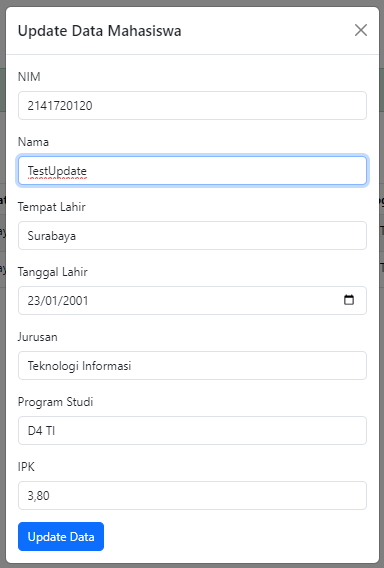 Update Data Mahasiswa
NIM
2141720120
Nama
TestUpdate
Tempat Lahir
Surabaya
Tanggal Lahir
23/01/2001
Jurusan
Teknologi Informasi
Program Studi
D4 TI
IPK
3,80
Update Data